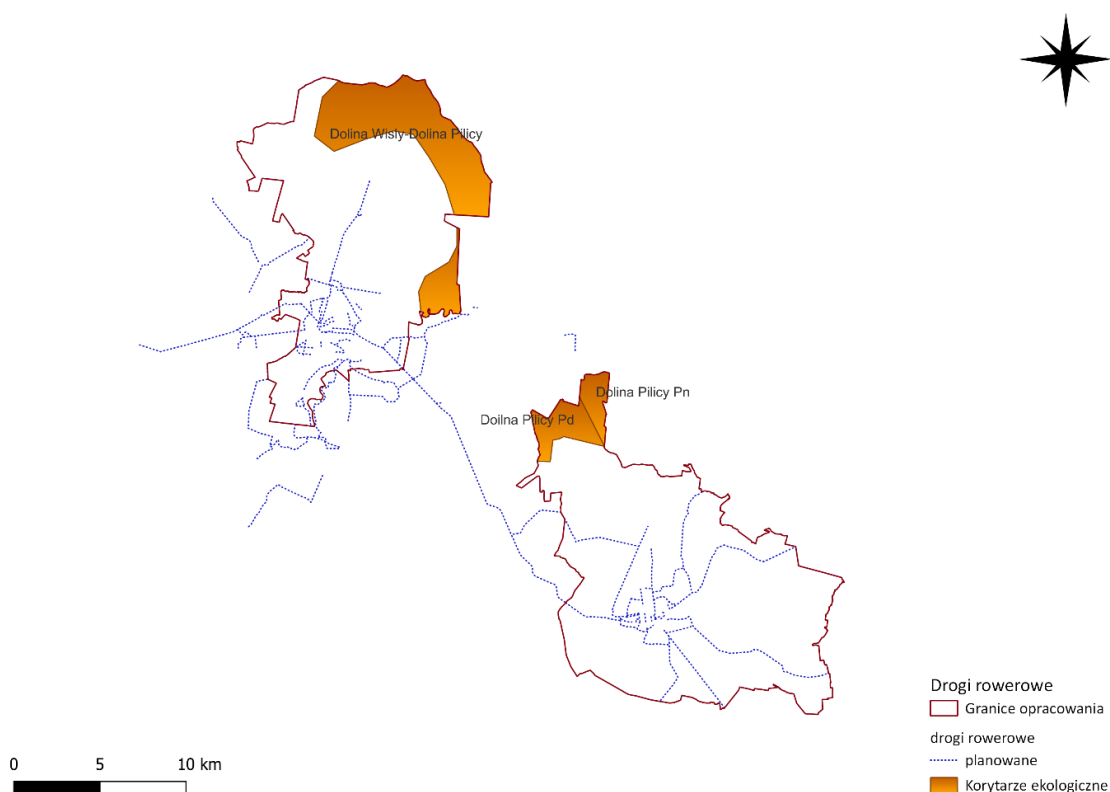 Dolina Wisły-Dolina Pilicy
Dolina Pilicy Pn
Doilna Pilicy Pd
Drogi rowerowe
Granice opracowania
drogi rowerowe
planowane
Korytarze ekologiczne
0 5 10 km